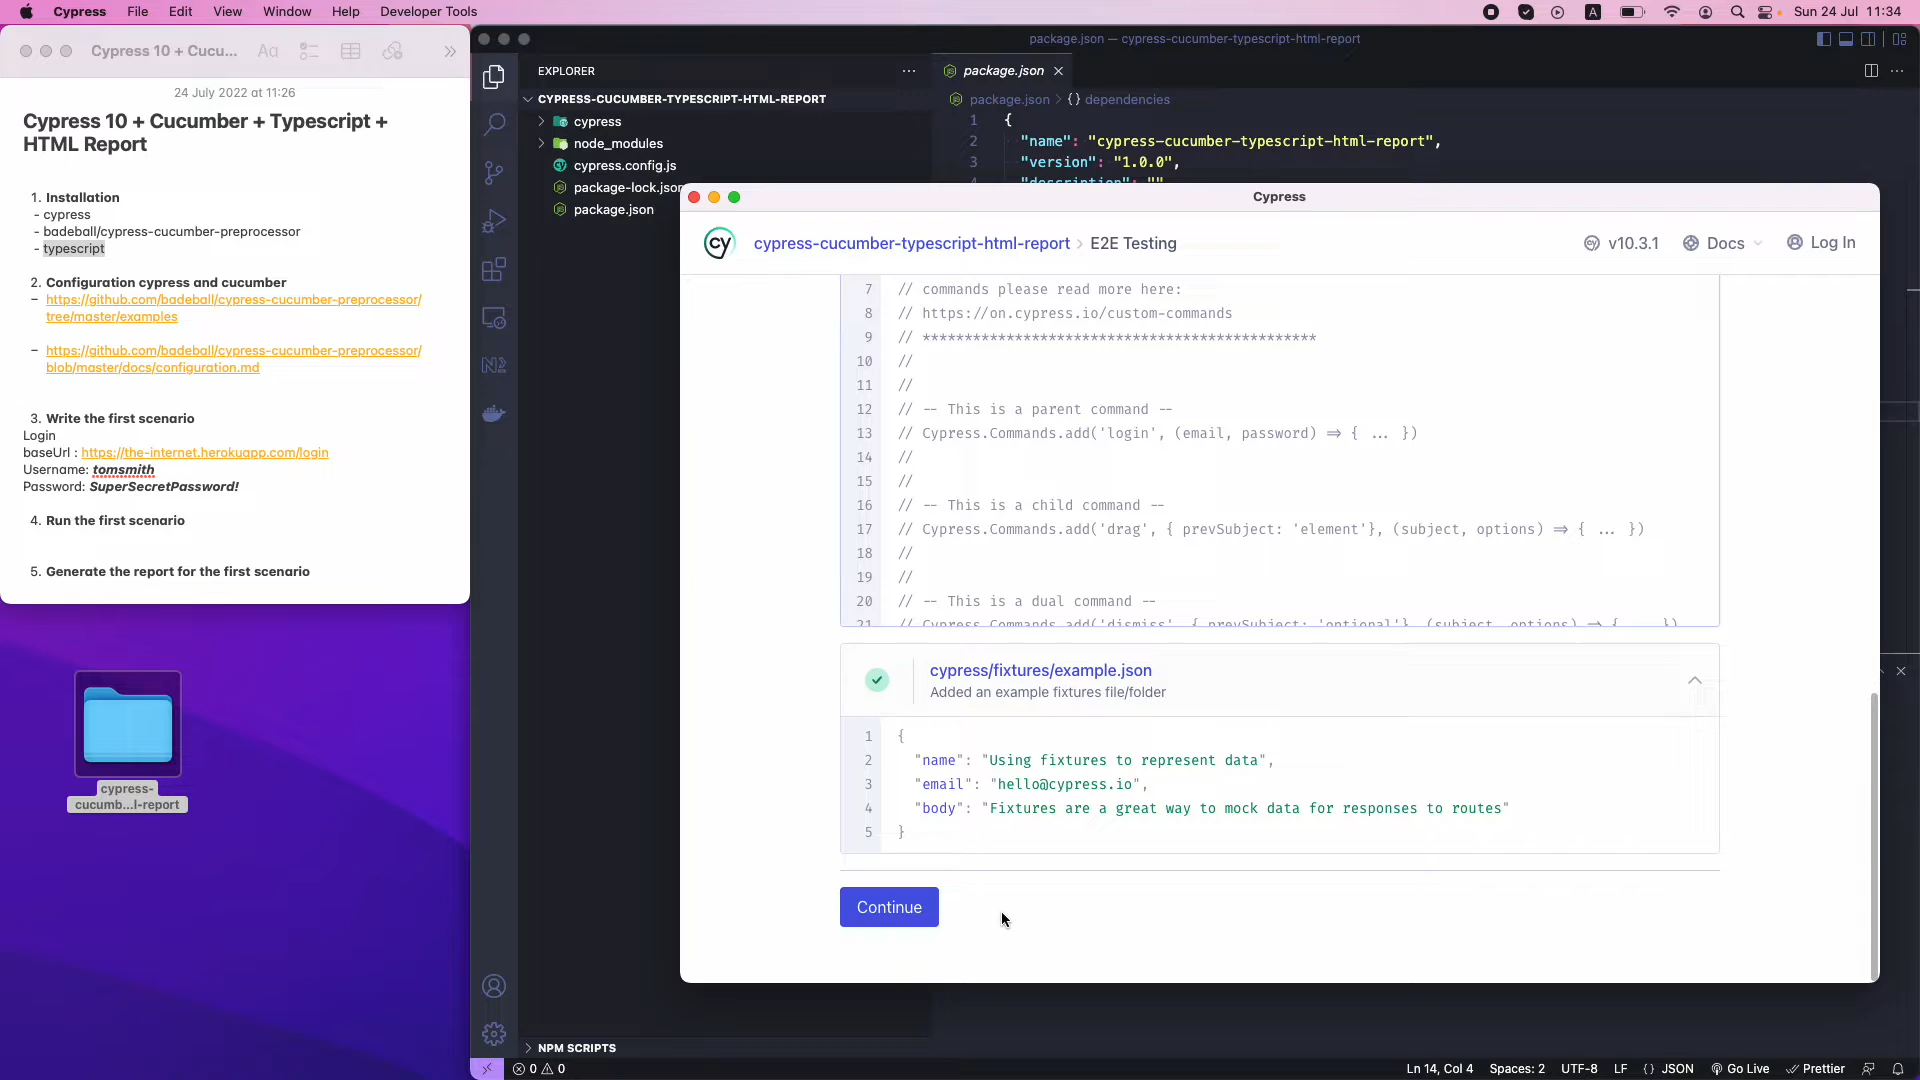 Cypress File Edit View Window Help Developer Tools
A Sun 24 Jul 11:34
Cypress 10 + Cucu... Aa
24 July 2022 at 11:26
Cypress 10 + Cucumber + Typescript +
HTML Report
1. Installation
- cypress
- badeball/cypress-cucumber-preprocessor
- typescript
2. Configuration cypress and cucumber
– https://github.com/badeball/cypress-cucumber-preprocessor/
tree/master/examples
– https://github.com/badeball/cypress-cucumber-preprocessor/
blob/master/docs/configuration.md
3. Write the first scenario
Login
baseUrl : https://the-internet.herokuapp.com/login
Username: tomsmith
Password: SuperSecretPassword!
4. Run the first scenario
5. Generate the report for the first scenario
cypress-
cucumb...l-report
package.json — cypress-cucumber-typescript-html-report
EXPLORER
CYPRESS-CUCUMBER-TYPESCRIPT-HTML-REPORT
cypress
node_modules
cypress.config.js
package-lock.json
package.json
NPM SCRIPTS
package.json
package.json > {} dependencies
1 {
2 "name": "cypress-cucumber-typescript-html-report",
3 "version": "1.0.0",
"description": ""
Cypress
cy cypress-cucumber-typescript-html-report > E2E Testing
v10.3.1 Docs Log In
7 // commands please read more here:
8 // https://on.cypress.io/custom-commands
9 // ***********************************************
10 //
11 //
12 // -- This is a parent command --
13 // Cypress.Commands.add('login', (email, password) => { ... })
14 //
15 //
16 // -- This is a child command --
17 // Cypress.Commands.add('drag', { prevSubject: 'element'}, (subject, options) => { ... })
18 //
19 //
20 // -- This is a dual command --
21 // Cypress.Commands.add('dismiss', { prevSubject: 'optional'}, (subject, options) => { ... })
cypress/fixtures/example.json
Added an example fixtures file/folder
1 {
2 "name": "Using fixtures to represent data",
3 "email": "hello@cypress.io",
4 "body": "Fixtures are a great way to mock data for responses to routes"
5 }
Continue
0 0 Ln 14, Col 4 Spaces: 2 UTF-8 LF {} JSON Go Live Prettier